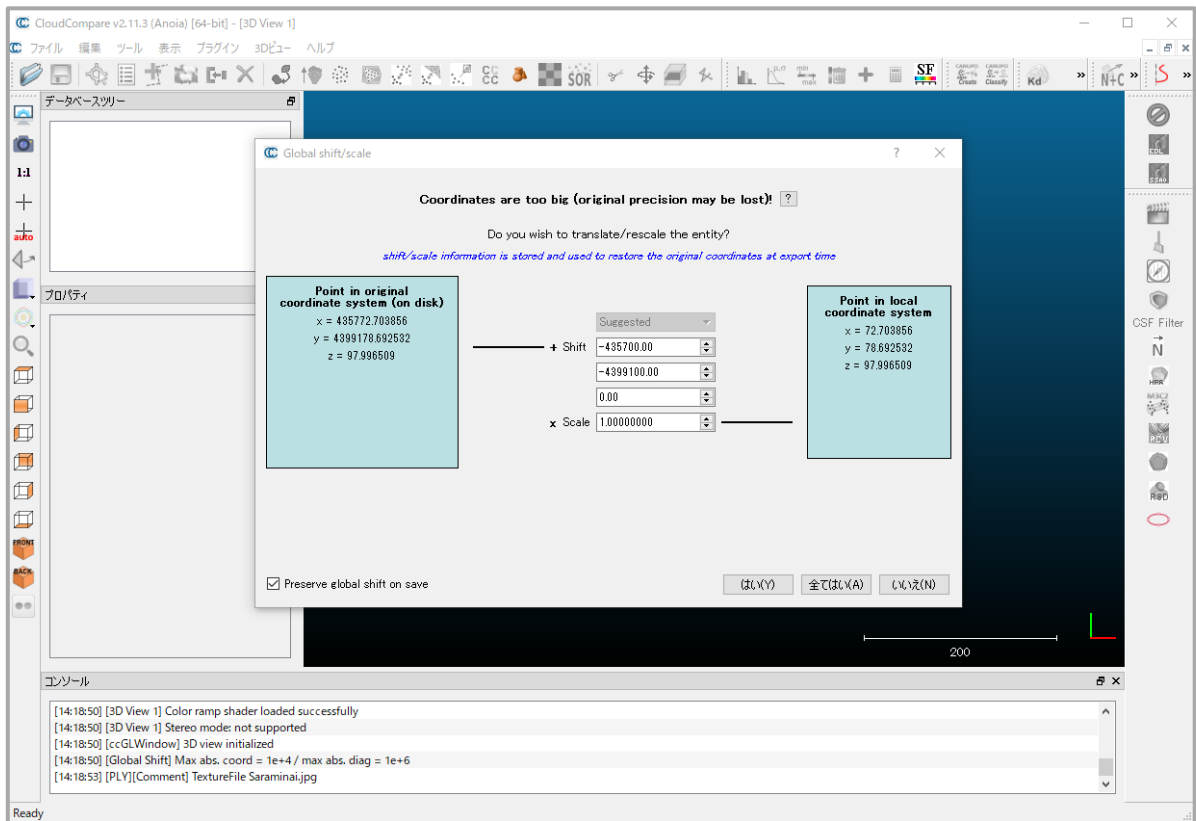 CloudCompare v2.11.3 (Anoia) [64-bit] - [3D View 1]
ファイル 編集 ツール 表示 プラグイン 3Dビュー ヘルプ
CC
SOR
μ,σ
min
max
SF
CANUPO Create
CANUPO Classify
Kd
N+C
S
データベースツリー
1:1
auto
プロパティ
FRONT
BACK
Global shift/scale
Coordinates are too big (original precision may be lost)! ?
Do you wish to translate/rescale the entity?
shift/scale information is stored and used to restore the original coordinates at export time
Point in original
coordinate system (on disk)
x = 435772.703856
y = 4399178.692532
z = 97.996509
Suggested
+ Shift -435700.00
-4399100.00
0.00
x Scale 1.00000000
Point in local
coordinate system
x = 72.703856
y = 78.692532
z = 97.996509
Preserve global shift on save
はい(Y) 全てはい(A) いいえ(N)
200
EDL
SSAO
CSF Filter
N
HPR
M3C2
PCV
RSD
コンソール
[14:18:50] [3D View 1] Color ramp shader loaded successfully
[14:18:50] [3D View 1] Stereo mode: not supported
[14:18:50] [ccGLWindow] 3D view initialized
[14:18:50] [Global Shift] Max abs. coord = 1e+4 / max abs. diag = 1e+6
[14:18:53] [PLY][Comment] TextureFile Saraminai.jpg
Ready